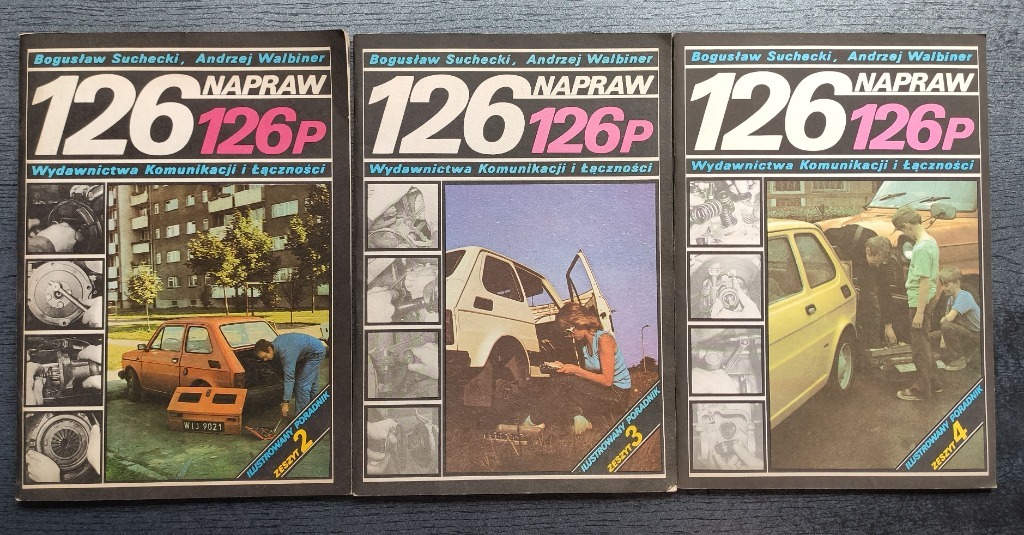 Bogusław Suchecki, Andrzej Walbiner
126 NAPRAW
126P
Wydawnictwa Komunikacji i Łączności
WIJ 9021
ILUSTROWANY PORADNIK
ZESZYT 2
Bogusław Suchecki, Andrzej Walbiner
126 NAPRAW
126P
Wydawnictwa Komunikacji i Łączności
ILUSTROWANY PORADNIK
ZESZYT 3
Bogusław Suchecki, Andrzej Walbiner
126 NAPRAW
126P
Wydawnictwa Komunikacji i Łączności
ILUSTROWANY PORADNIK
ZESZYT 4